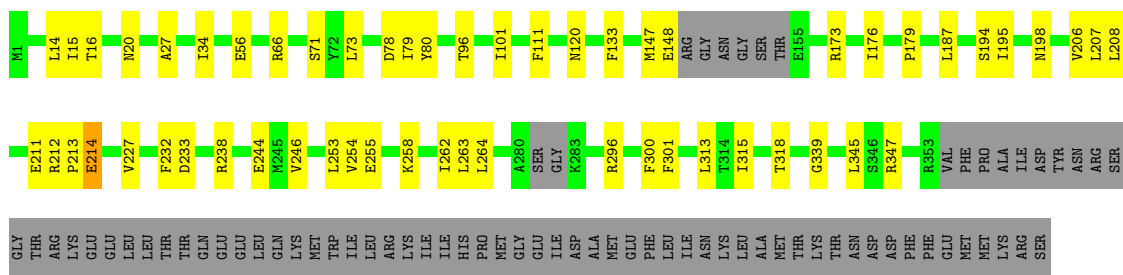 M1 L14 I15 T16 N20 A27 I34 E56 R66 S71 Y72 L73 D78 I79 Y80 T96 I101 F111 N120 F133 M147 E148 ARG GLY ASN GLY SER THR E155 R173 I176 P179 L187 S194 I195 N198 V206 L207 L208
E211 R212 P213 E214 V227 F232 D233 R238 E244 M245 V246 L253 V254 E255 K258 I262 L263 L264 A280 SER GLY K283 R296 F300 F301 L313 T314 I315 T318 G339 L345 S346 R347 R353 VAL PHE PRO ALA ILE ASP TYR ASN ARG SER
GLY THR ARG LYS GLU GLU LEU LEU THR THR GLN GLU GLU LEU GLN LYS MET TRP ILE LEU ARG LYS ILE ILE HIS PRO MET GLY GLU ILE ASP ALA MET GLU PHE LEU ILE ASN LYS LEU ALA MET THR LYS THR ASN ASP ASP PHE PHE GLU MET MET LYS ARG SER